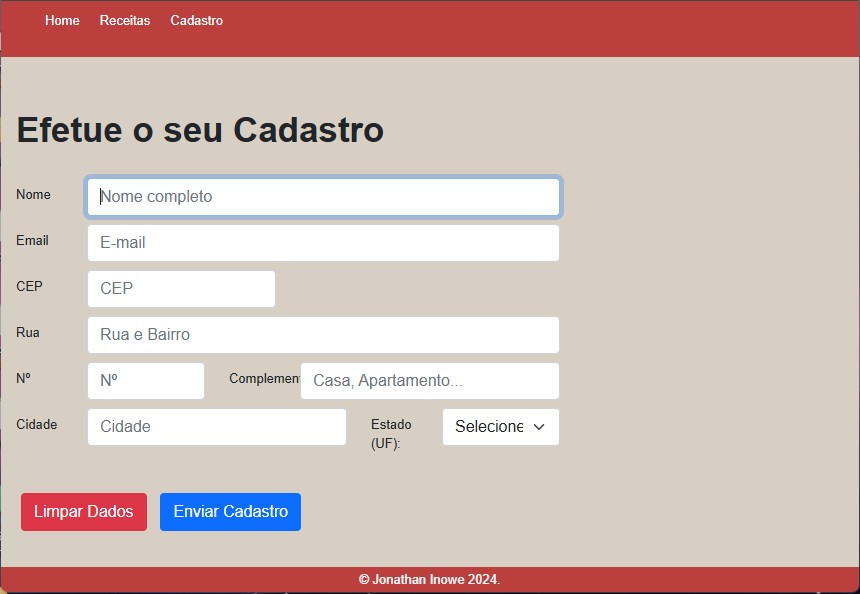 Home Receitas Cadastro
Efetue o seu Cadastro
Nome Nome completo
Email E-mail
CEP CEP
Rua Rua e Bairro
Nº Nº Complemen Casa, Apartamento...
Cidade Cidade Estado (UF): Selecione
Limpar Dados Enviar Cadastro
© Jonathan Inowe 2024.